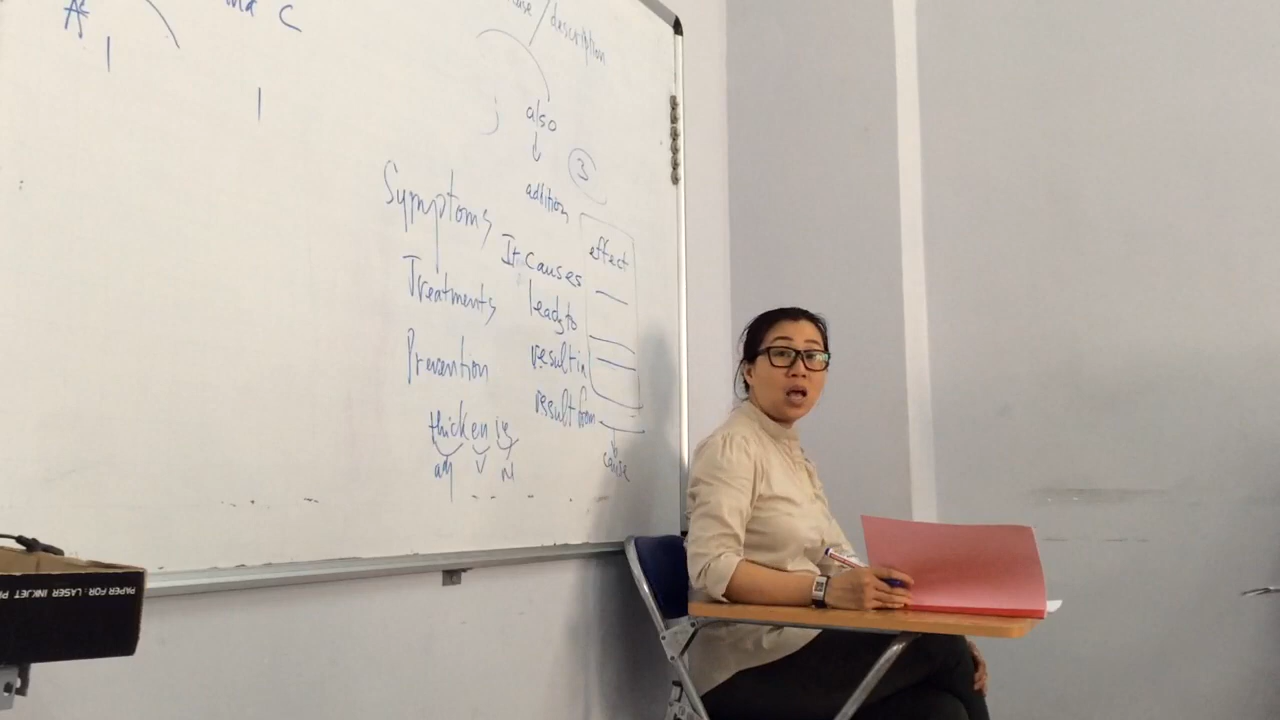 C
description
also
3
addition
Symptoms
effect
It causes
Treatments
leads to
Prevention
result in
result from
thicken
adj V N
cause
PAPER FOR: LASER INKJET